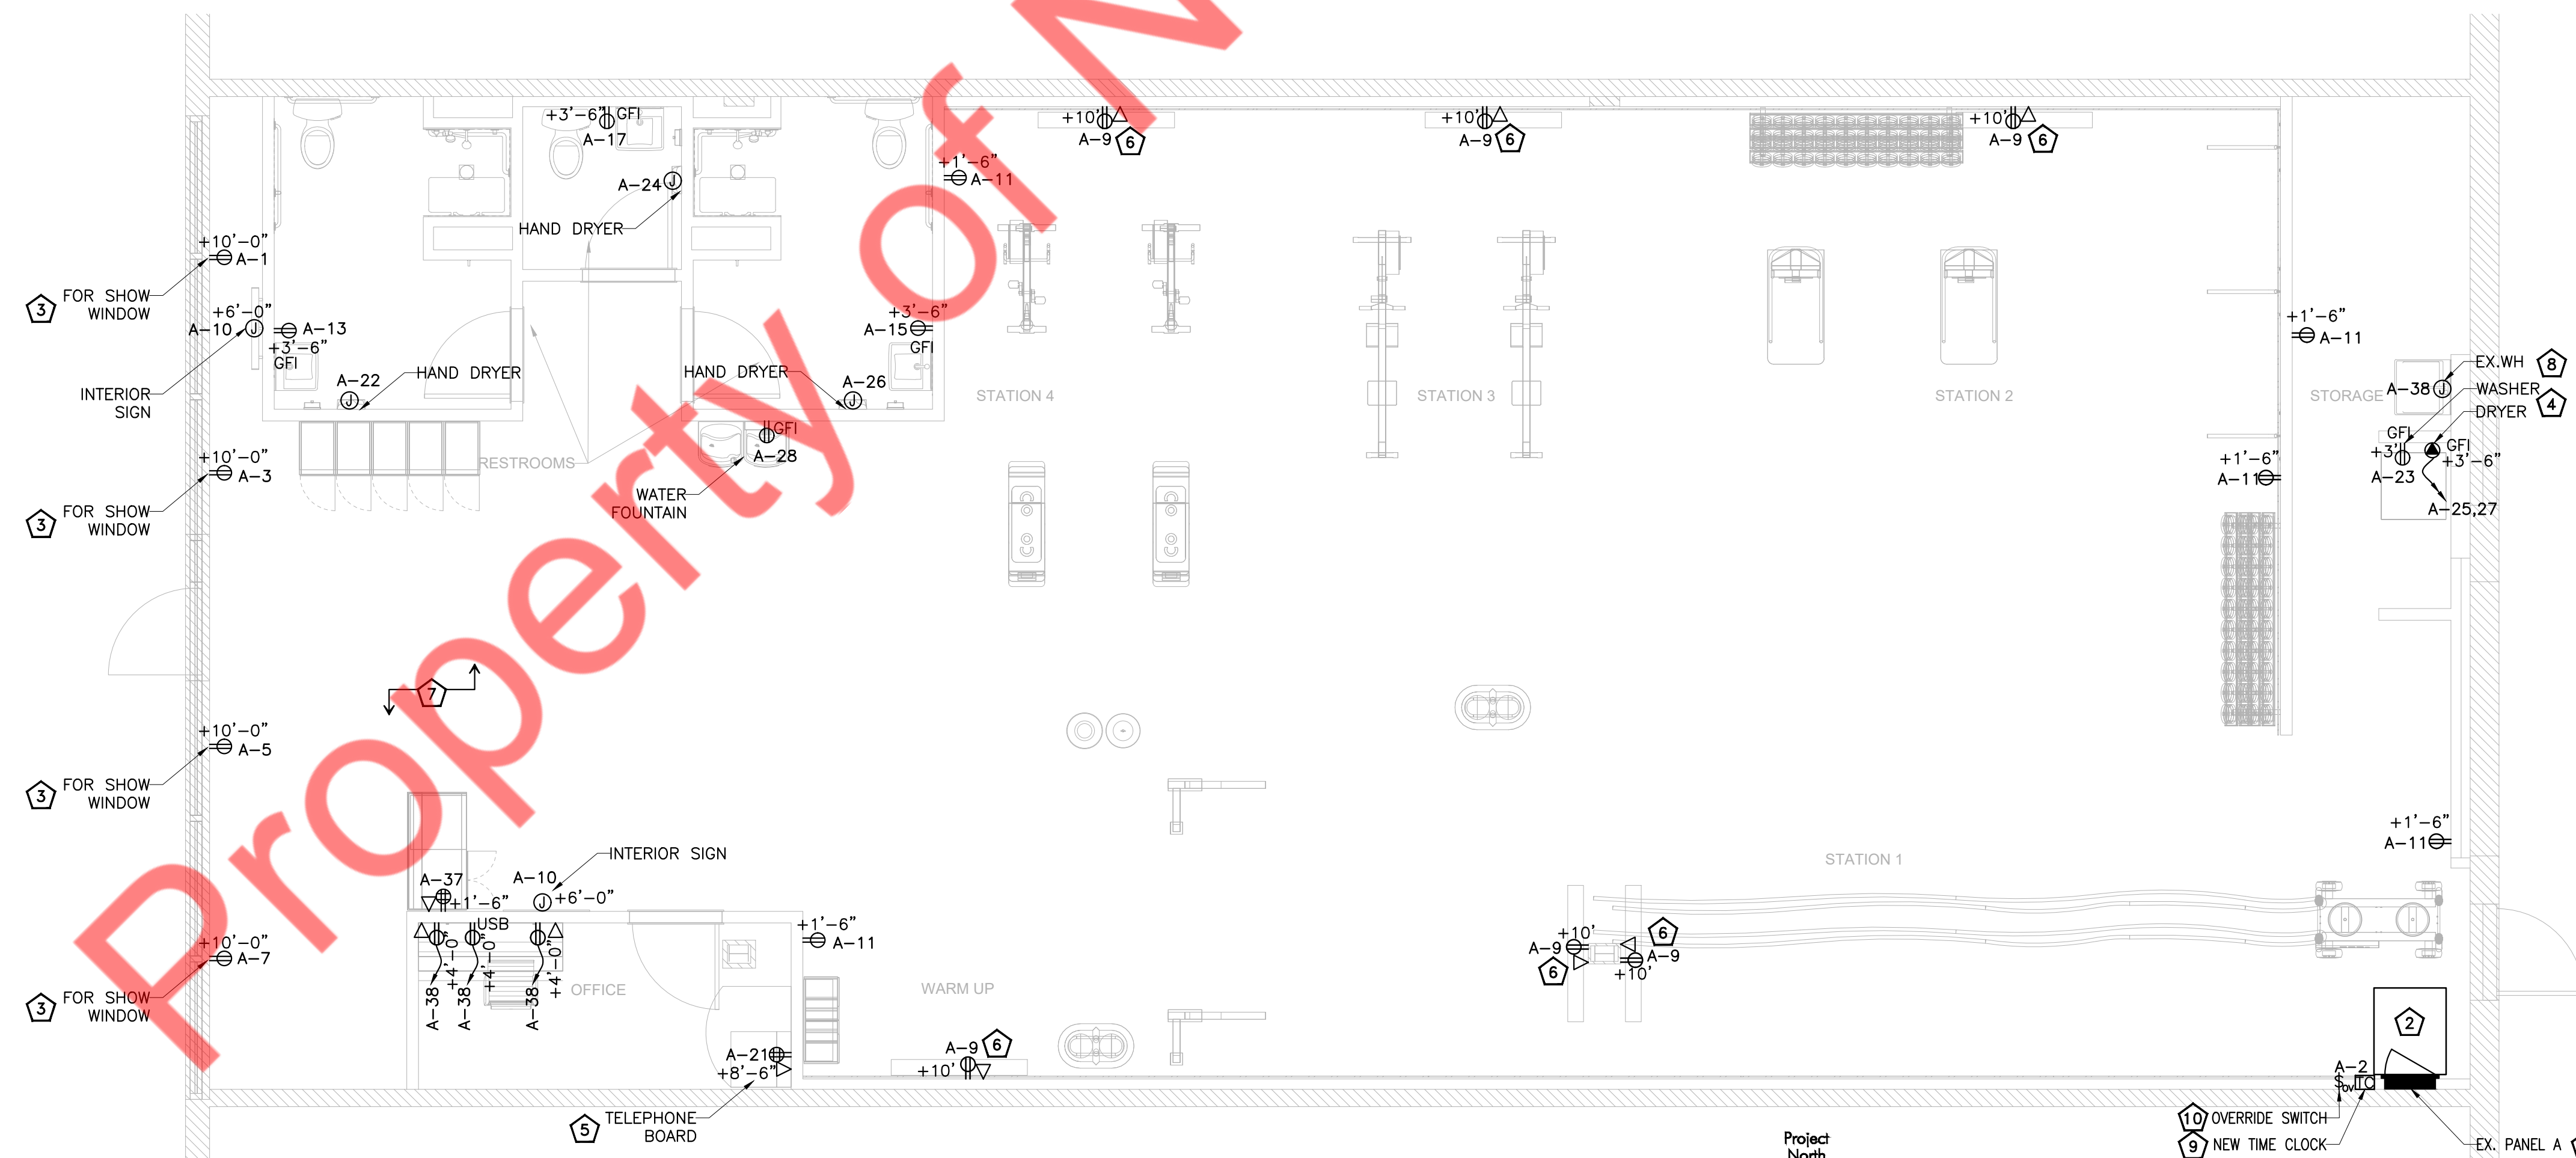 Property of N
+3'-6"
GFI
A-17
+10'
A-9
6
+10'
A-9
6
+10'
A-9
6
A-24
J
HAND DRYER
+1'-6"
A-11
+10'-0"
A-1
3
FOR SHOW
WINDOW
+6'-0"
A-10
J
A-13
+3'-6"
GFI
INTERIOR
SIGN
A-22
J
HAND DRYER
HAND DRYER
A-26
J
+3'-6"
A-15
GFI
STATION 4
STATION 3
STATION 2
+1'-6"
A-11
STORAGE
A-38
J
EX.WH
8
WASHER
DRYER
4
GFI
+3'
A-23
GFI
+3'-6"
A-25,27
+10'-0"
A-3
3
FOR SHOW
WINDOW
RESTROOMS
GFI
A-28
WATER
FOUNTAIN
+1'-6"
A-11
7
+10'-0"
A-5
3
FOR SHOW
WINDOW
INTERIOR SIGN
A-37
+1'-6"
A-10
J
+6'-0"
USB
+4'-0"
+4'-0"
+4'-0"
A-38
A-38
A-38
OFFICE
+1'-6"
A-11
WARM UP
STATION 1
+1'-6"
A-11
+10'
A-9
6
6
A-9
+10'
+10'-0"
A-7
3
FOR SHOW
WINDOW
A-21
+8'-6"
A-9
6
+10'
5
TELEPHONE
BOARD
2
A-2
SOV
TC
10
OVERRIDE SWITCH
9
NEW TIME CLOCK
EX. PANEL A
Project
North